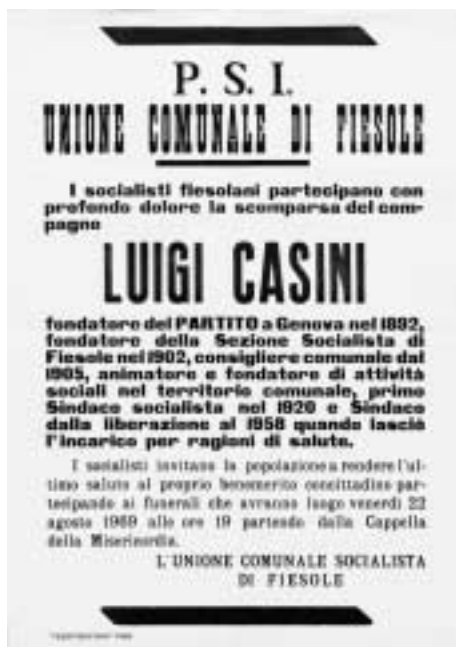 P. S. I.
UNIONE COMUNALE DI FIESOLE
I socialisti fiesolani partecipano con
profondo dolore la scomparsa del com-
pagno
LUIGI CASINI
fondatore del PARTITO a Genova nel 1892,
fondatore della Sezione Socialista di
Fiesole nel 1902, consigliere comunale dal
1905, animatore e fondatore di attività
sociali nel territorio comunale, primo
Sindaco socialista nel 1920 e Sindaco
dalla liberazione al 1958 quando lasciò
l'incarico per ragioni di salute.
I socialisti invitano la popolazione a rendere l'ul-
timo saluto al proprio benemerito concittadino par-
tecipando ai funerali che avranno luogo venerdì 22
agosto 1969 alle ore 19 partendo dalla Cappella
della Misericordia.
L'UNIONE COMUNALE SOCIALISTA
DI FIESOLE